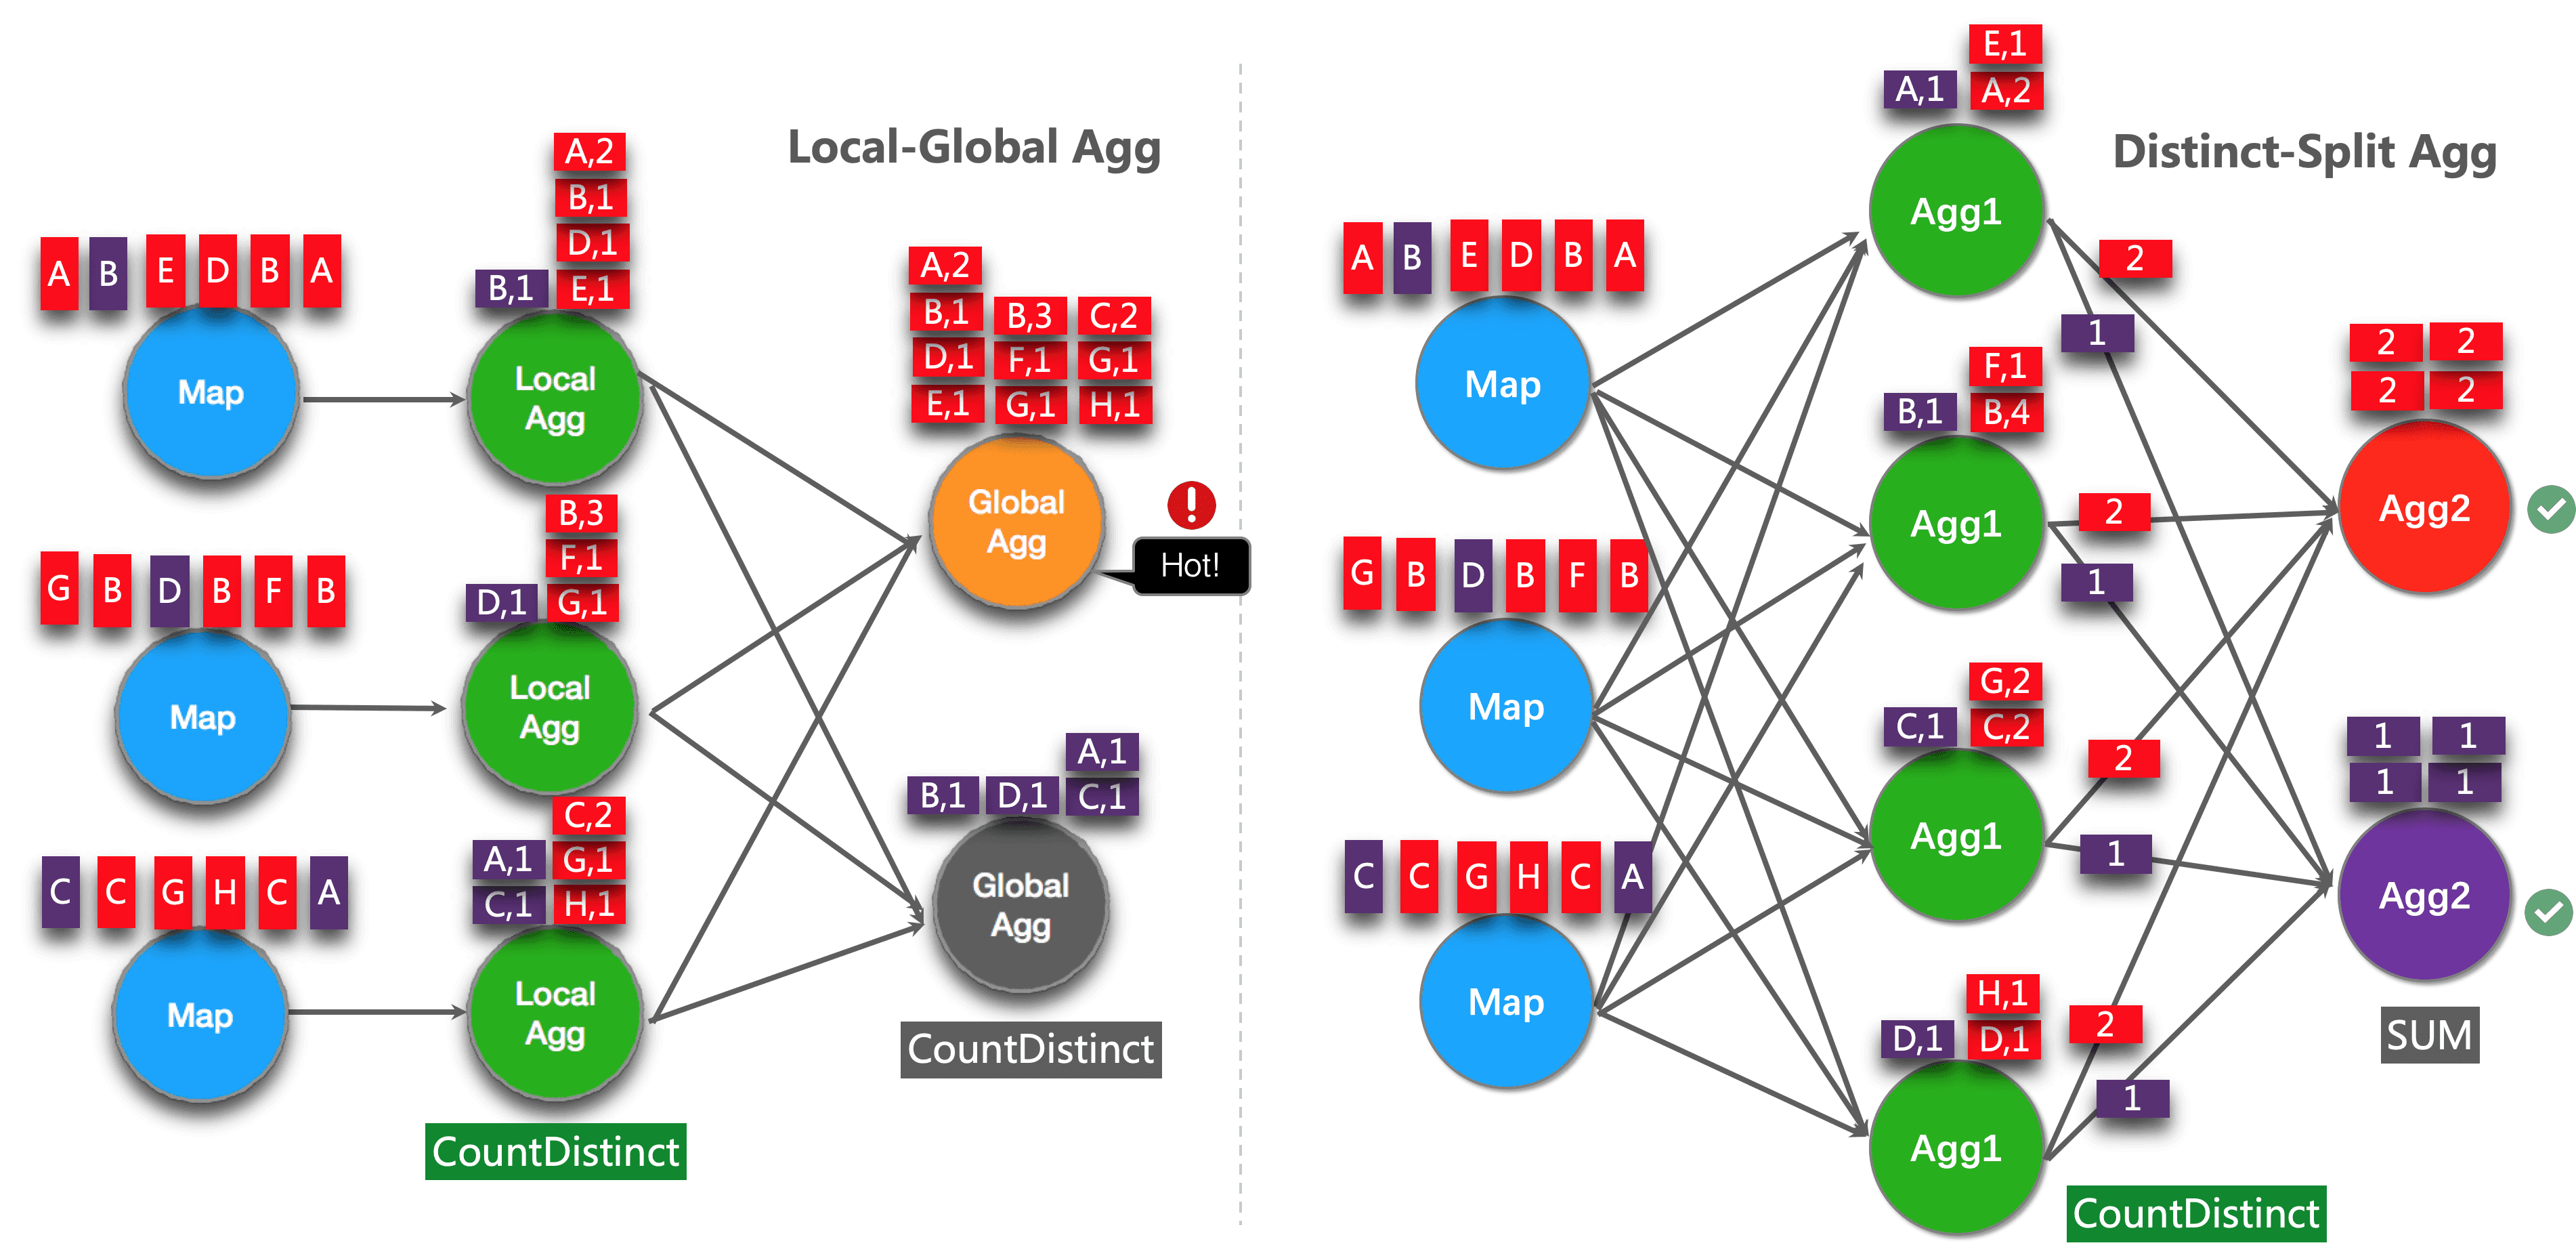 Local-Global Agg
A,2
B,1
D,1
B,1 E,1
A B E D B A
Map
Local
Agg
B,3
F,1
D,1 G,1
G B D B F B
Map
Local
Agg
C,2
A,1 G,1
C,1 H,1
C C G H C A
Map
Local
Agg
CountDistinct
A,2
B,1 B,3 C,2
D,1 F,1 G,1
E,1 G,1 H,1
Global
Agg
Hot!
A,1
B,1 D,1 C,1
Global
Agg
CountDistinct
Distinct-Split Agg
A B E D B A
Map
G B D B F B
Map
C C G H C A
Map
E,1
A,1 A,2
Agg1
2
1
F,1
B,1 B,4
Agg1
2
1
G,2
C,1 C,2
Agg1
2
1
H,1
D,1 D,1
Agg1
2
1
CountDistinct
2 2
2 2
Agg2
1 1
1 1
Agg2
SUM